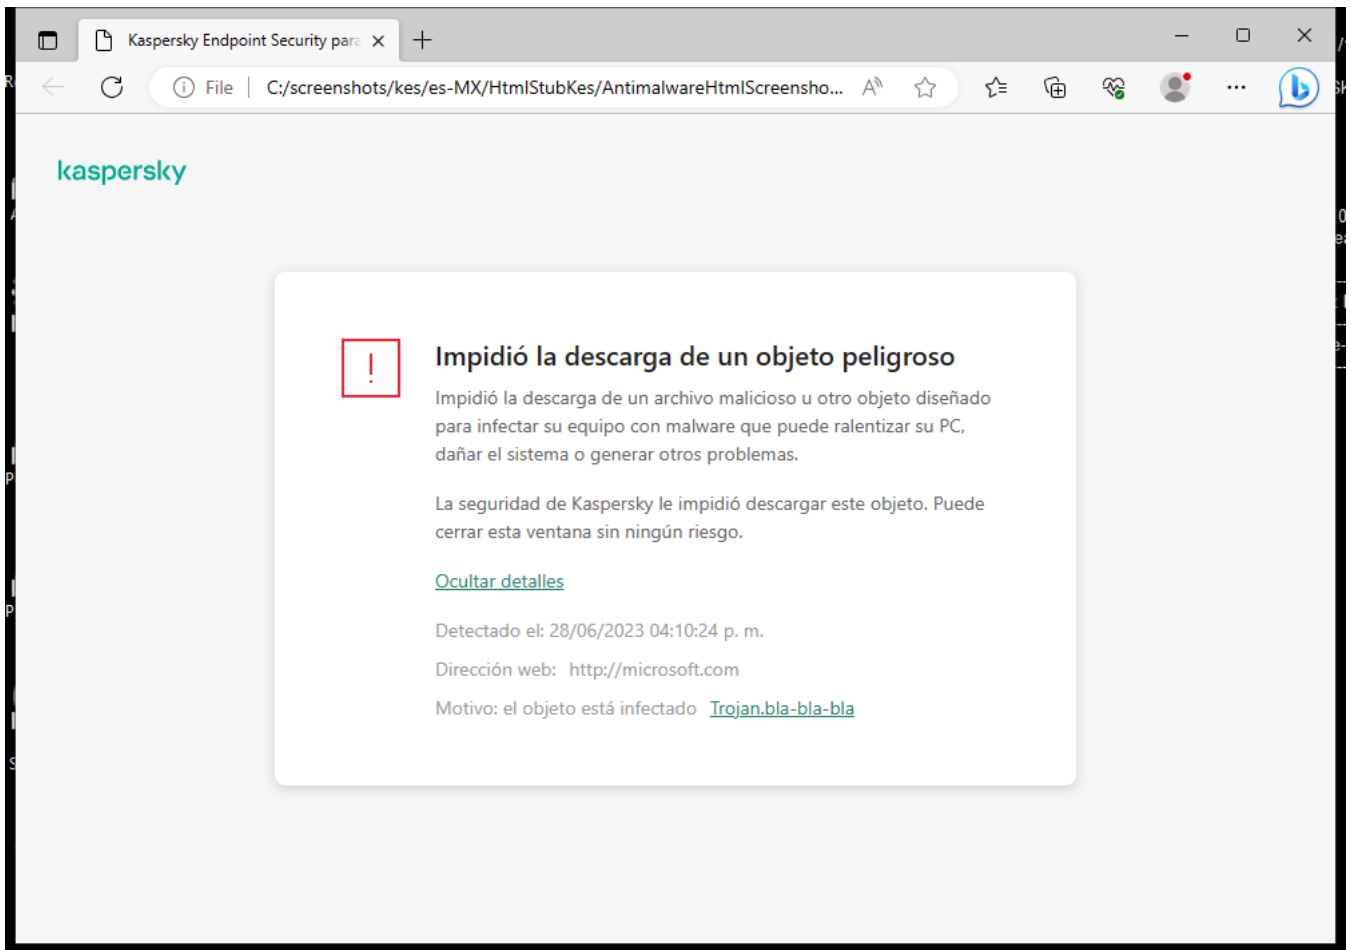 Kaspersky Endpoint Security para
File
C:/screenshots/kes/es-MX/HtmlStubKes/AntimalwareHtmlScreensho...
kaspersky
Impidió la descarga de un objeto peligroso
Impidió la descarga de un archivo malicioso u otro objeto diseñado
para infectar su equipo con malware que puede ralentizar su PC,
dañar el sistema o generar otros problemas.
La seguridad de Kaspersky le impidió descargar este objeto. Puede
cerrar esta ventana sin ningún riesgo.
Ocultar detalles
Detectado el: 28/06/2023 04:10:24 p. m.
Dirección web: http://microsoft.com
Motivo: el objeto está infectado Trojan.bla-bla-bla